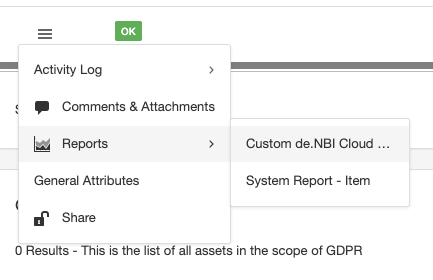 OK
Activity Log
Comments & Attachments
Reports
Custom de.NBI Cloud ...
General Attributes
System Report - Item
Share
0 Results - This is the list of all assets in the scope of GDPR